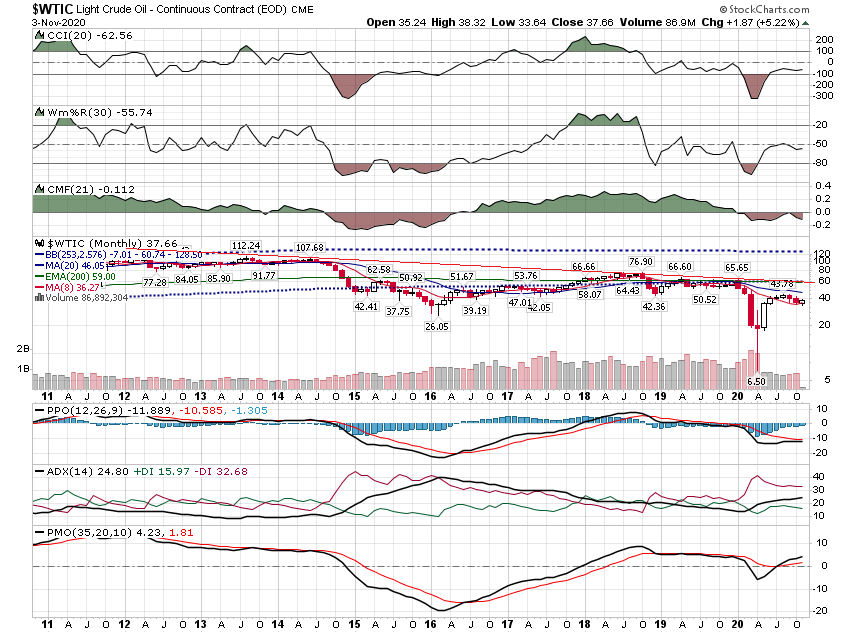 $WTIC Light Crude Oil - Continuous Contract (EOD) CME
© StockCharts.com
3-Nov-2020
Open 35.24 High 38.32 Low 33.64 Close 37.66 Volume 86.9M Chg +1.87 (+5.22%)
CCI(20) -62.56
200
100
0
-100
-200
-300
Wm%R(30) -55.74
-20
-50
-80
CMF(21) -0.112
0.4
0.2
0.0
-0.2
$WTIC (Monthly) 37.66
BB(253,2.576) -7.01 - 60.74 - 128.50
MA(20) 46.05
EMA(200) 59.00
MA(8) 36.27
Volume 86,892,304
112.24
107.68
77.28
84.05
85.90
91.77
62.58
50.92
51.67
53.76
66.66
76.90
66.60
65.65
43.78
42.41
37.75
26.05
39.19
47.01
42.05
58.07
64.43
42.36
50.52
6.50
120
100
80
60
40
20
5
2B
1B
11 A J O 12 A J O 13 A J O 14 A J O 15 A J O 16 A J O 17 A J O 18 A J O 19 A J O 20 A J O
PPO(12,26,9) -11.889, -10.585, -1.305
10
0
-10
-20
ADX(14) 24.80 +DI 15.97 -DI 32.68
40
30
20
10
PMO(35,20,10) 4.23, 1.81
10
0
-10
-20
11 A J O 12 A J O 13 A J O 14 A J O 15 A J O 16 A J O 17 A J O 18 A J O 19 A J O 20 A J O